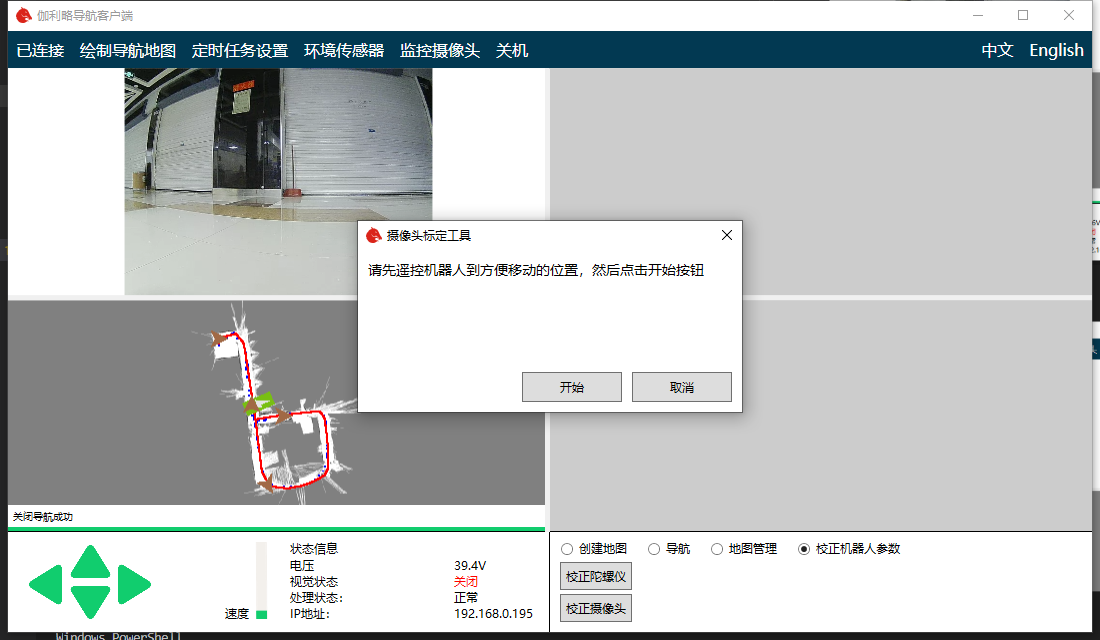 伽利略导航客户端
已连接 绘制导航地图 定时任务设置 环境传感器 监控摄像头 关机 中文 English
摄像头标定工具
请先遥控机器人到方便移动的位置，然后点击开始按钮
开始 取消
关闭导航成功
速度
状态信息
电压 39.4V
视觉状态 关闭
处理状态： 正常
IP地址： 192.168.0.195
创建地图 导航 地图管理 校正机器人参数
校正陀螺仪
校正摄像头
Windows PowerShell